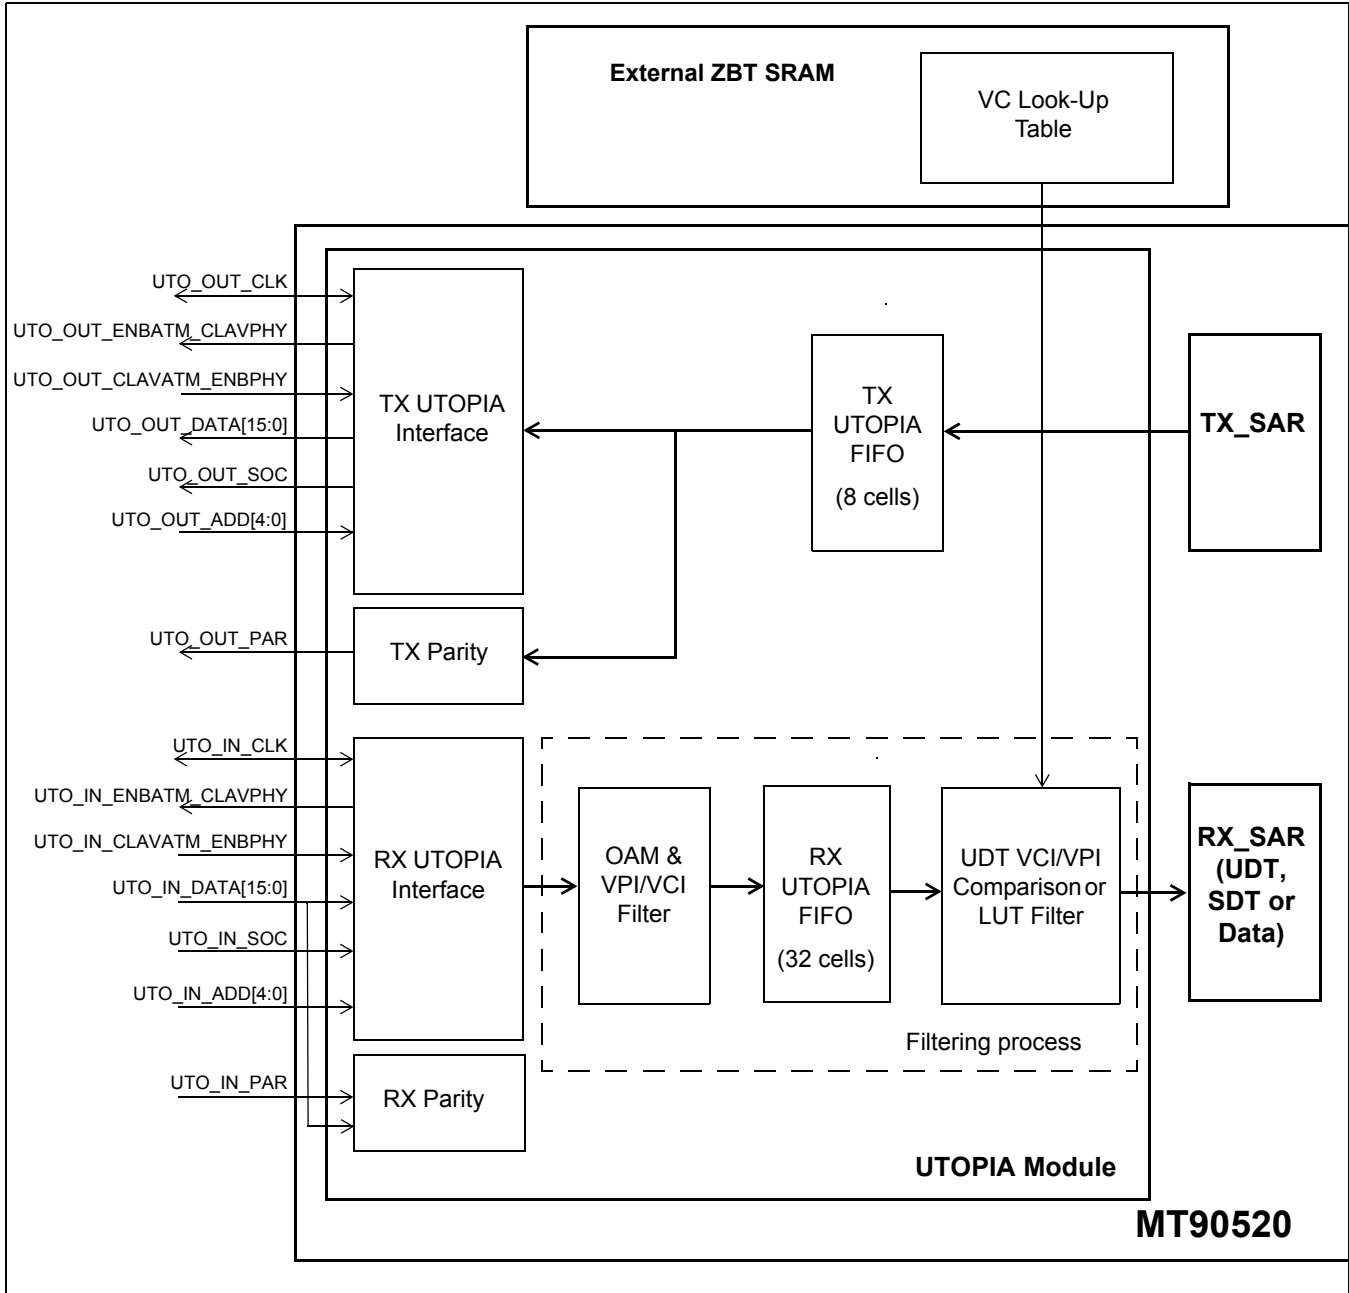 External ZBT SRAM
VC Look-Up
Table
UTO_OUT_CLK
UTO_OUT_ENBATM_CLAVPHY
UTO_OUT_CLAVATM_ENBPHY
UTO_OUT_DATA[15:0]
UTO_OUT_SOC
UTO_OUT_ADD[4:0]
TX UTOPIA
Interface
TX
UTOPIA
FIFO
(8 cells)
TX_SAR
UTO_OUT_PAR
TX Parity
UTO_IN_CLK
UTO_IN_ENBATM_CLAVPHY
UTO_IN_CLAVATM_ENBPHY
UTO_IN_DATA[15:0]
UTO_IN_SOC
UTO_IN_ADD[4:0]
RX UTOPIA
Interface
OAM &
VPI/VCI
Filter
RX
UTOPIA
FIFO
(32 cells)
UDT VCI/VPI
Comparison or
LUT Filter
RX_SAR
(UDT,
SDT or
Data)
Filtering process
UTO_IN_PAR
RX Parity
UTOPIA Module
MT90520